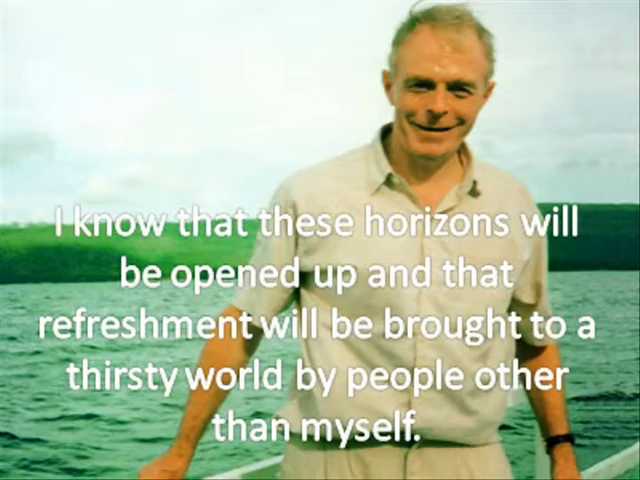 I know that these horizons will
be opened up and that
refreshment will be brought to a
thirsty world by people other
than myself.